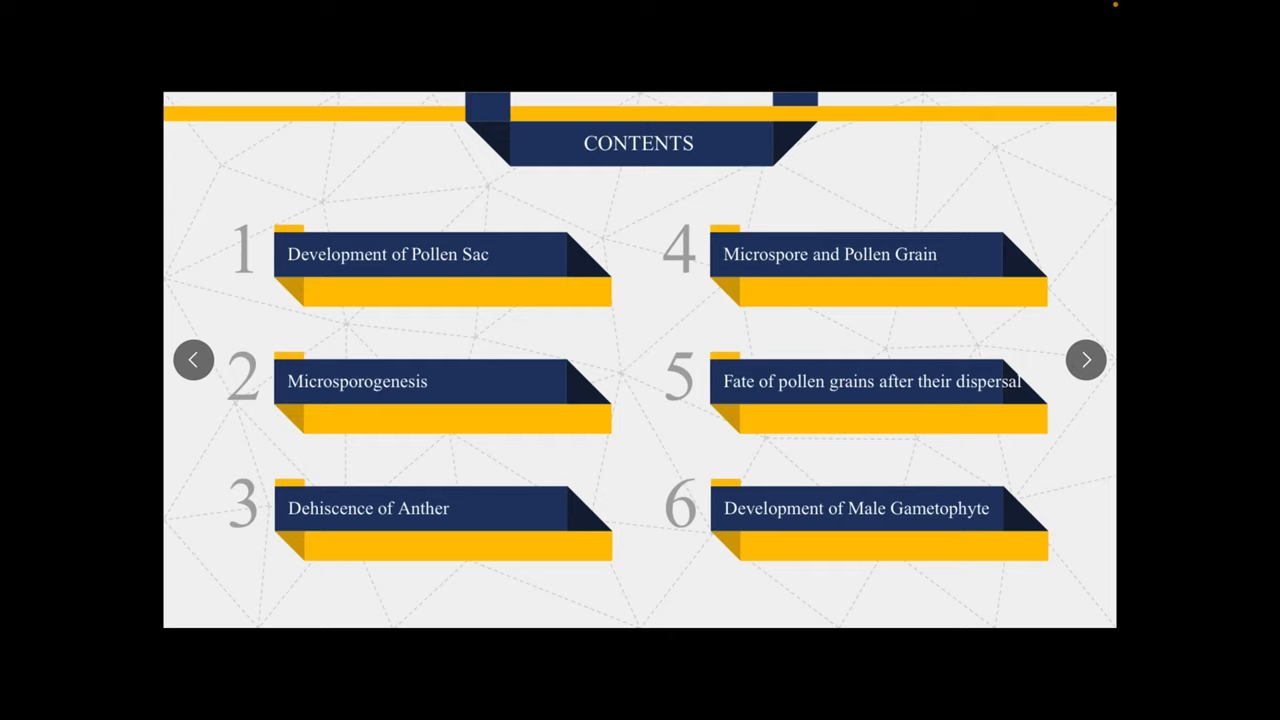 CONTENTS
1 Development of Pollen Sac
2 Microsporogenesis
3 Dehiscence of Anther
4 Microspore and Pollen Grain
5 Fate of pollen grains after their dispersal
6 Development of Male Gametophyte